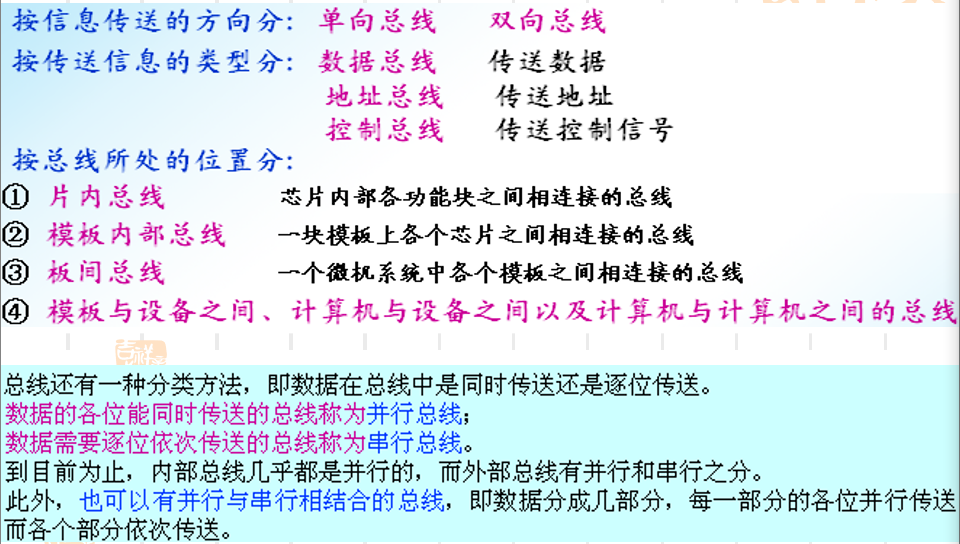 按信息传送的方向分: 单向总线 双向总线
按传送信息的类型分: 数据总线 传送数据
地址总线 传送地址
控制总线 传送控制信号
按总线所处的位置分:
① 片内总线 芯片内部各功能块之间相连接的总线
② 模板内部总线 一块模板上各个芯片之间相连接的总线
③ 板间总线 一个微机系统中各个模板之间相连接的总线
④ 模板与设备之间、计算机与设备之间以及计算机与计算机之间的总线
总线还有一种分类方法，即数据在总线中是同时传送还是逐位传送。
数据的各位能同时传送的总线称为并行总线;
数据需要逐位依次传送的总线称为串行总线。
到目前为止，内部总线几乎都是并行的，而外部总线有并行和串行之分。
此外，也可以有并行与串行相结合的总线，即数据分成几部分，每一部分的各位并行传送
而各个部分依次传送。